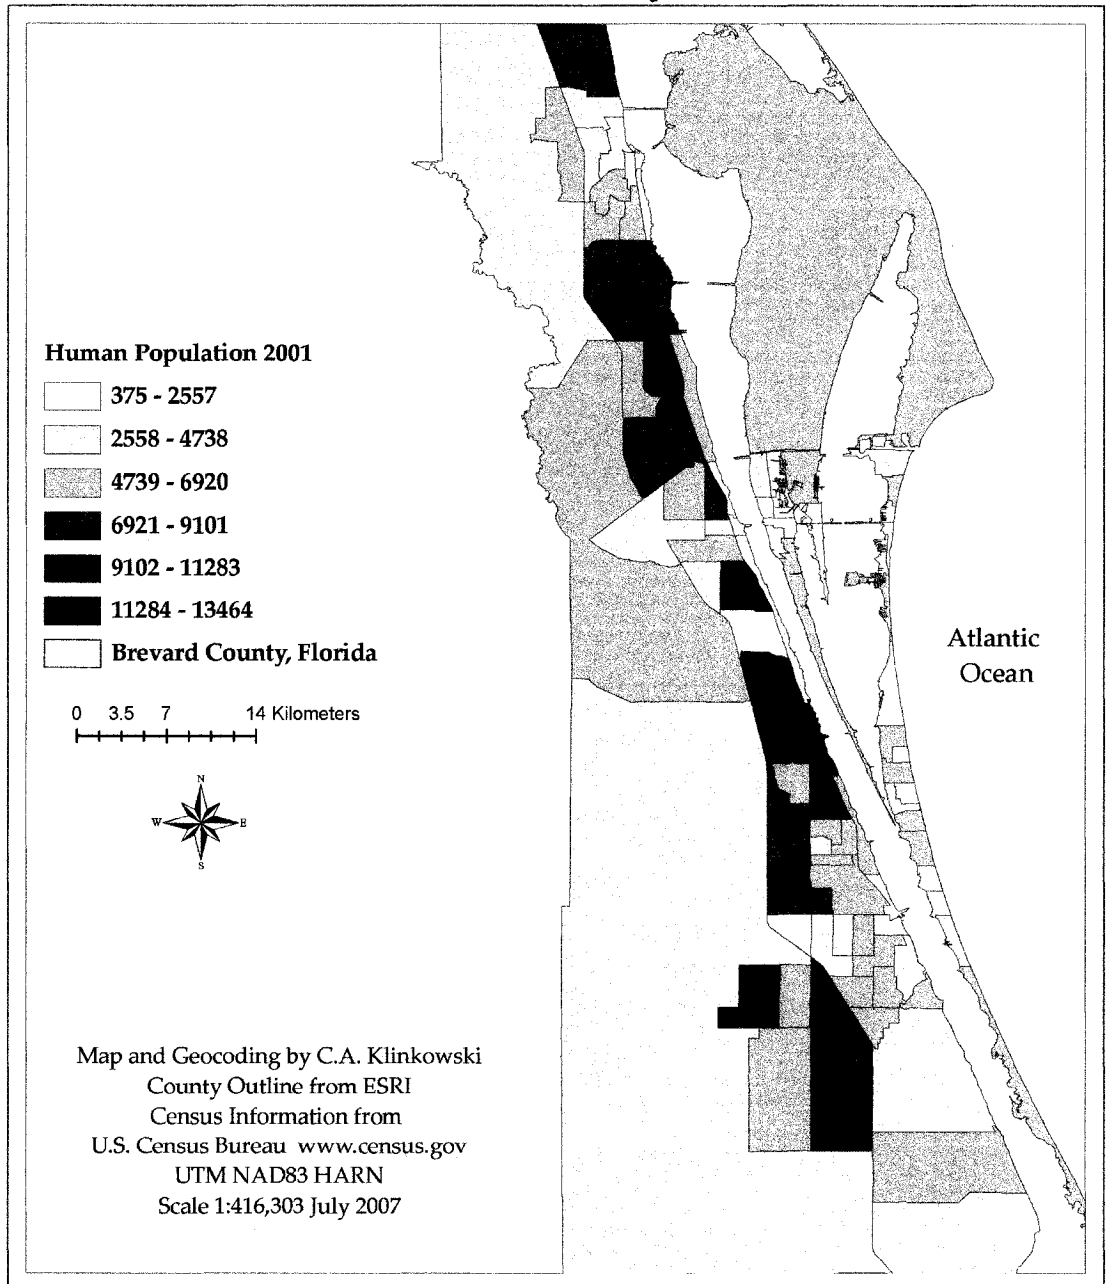 Human Population 2001
375 - 2557
2558 - 4738
4739 - 6920
6921 - 9101
9102 - 11283
11284 - 13464
Brevard County, Florida
0 3.5 7 14 Kilometers
N
W E
S
Atlantic
Ocean
Map and Geocoding by C.A. Klinkowski
County Outline from ESRI
Census Information from
U.S. Census Bureau www.census.gov
UTM NAD83 HARN
Scale 1:416,303 July 2007